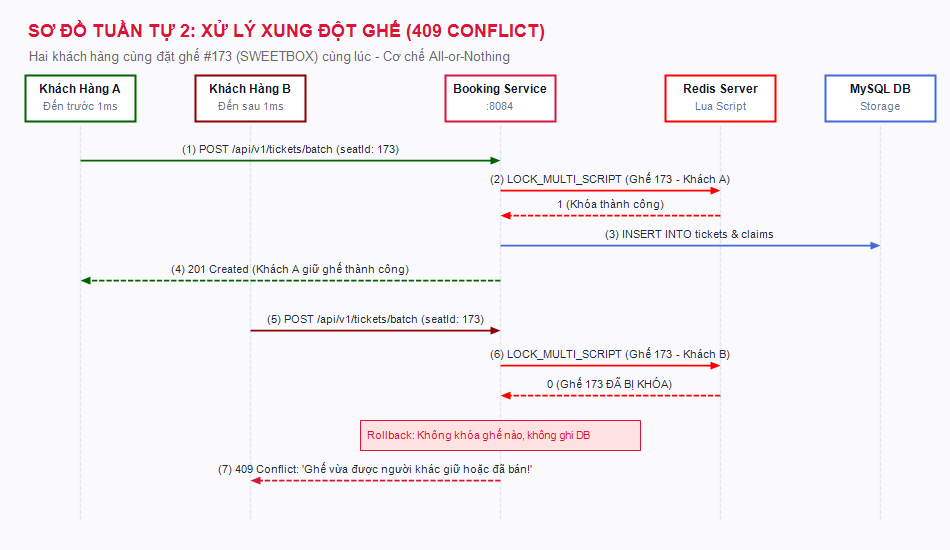 SƠ ĐỒ TUẦN TỰ 2: XỬ LÝ XUNG ĐỘT GHẾ (409 CONFLICT)
Hai khách hàng cùng đặt ghế #173 (SWEETBOX) cùng lúc - Cơ chế All-or-Nothing
Khách Hàng A
Đến trước 1ms
Khách Hàng B
Đến sau 1ms
Booking Service
:8084
Redis Server
Lua Script
MySQL DB
Storage
(1) POST /api/v1/tickets/batch (seatId: 173)
(2) LOCK_MULTI_SCRIPT (Ghế 173 - Khách A)
1 (Khóa thành công)
(3) INSERT INTO tickets & claims
(4) 201 Created (Khách A giữ ghế thành công)
(5) POST /api/v1/tickets/batch (seatId: 173)
(6) LOCK_MULTI_SCRIPT (Ghế 173 - Khách B)
0 (Ghế 173 ĐÃ BỊ KHÓA)
Rollback: Không khóa ghế nào, không ghi DB
(7) 409 Conflict: 'Ghế vừa được người khác giữ hoặc đã bán!'